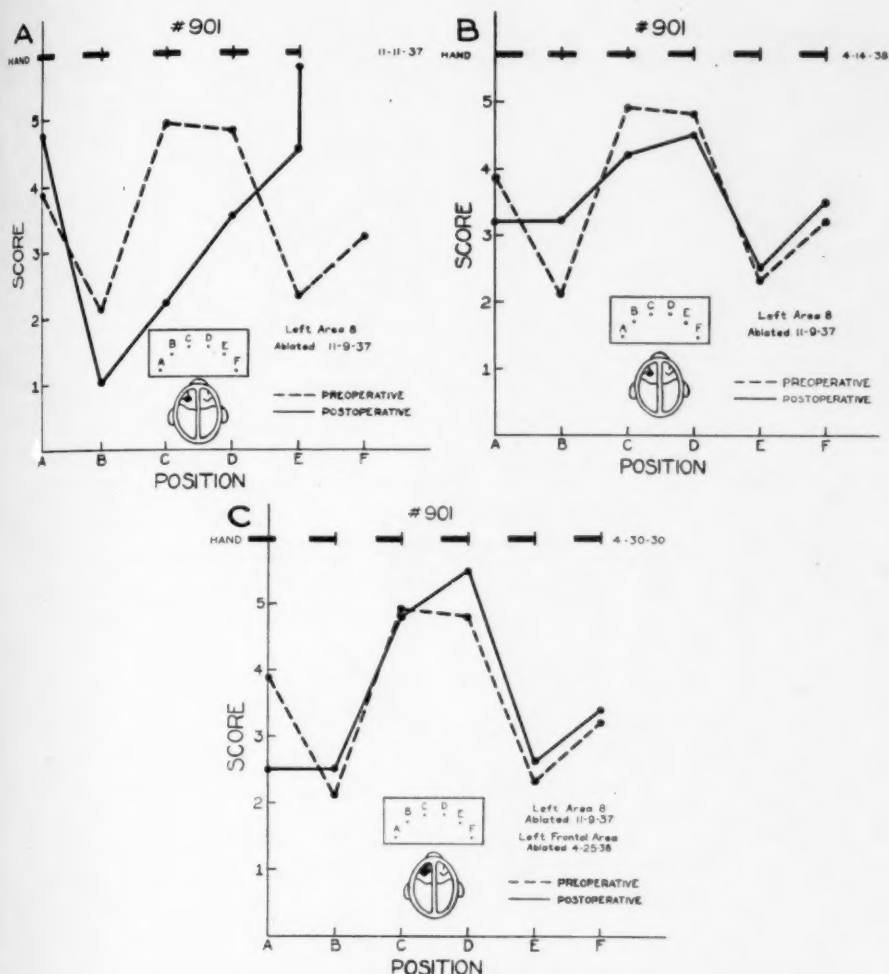 A
#901
HAND
11-11-37
5
4
3
2
1
SCORE
A B C D E F
Left Area 8
Ablated 11-9-37
PREOPERATIVE
POSTOPERATIVE
A B C D E F
POSITION
B
#901
HAND
4-14-38
5
4
3
2
1
SCORE
A B C D E F
Left Area 8
Ablated 11-9-37
PREOPERATIVE
POSTOPERATIVE
A B C D E F
POSITION
C
#901
HAND
4-30-30
5
4
3
2
1
SCORE
A B C D E F
Left Area 8
Ablated 11-9-37
Left Frontal Area
Ablated 4-25-38
PREOPERATIVE
POSTOPERATIVE
A B C D E F
POSITION